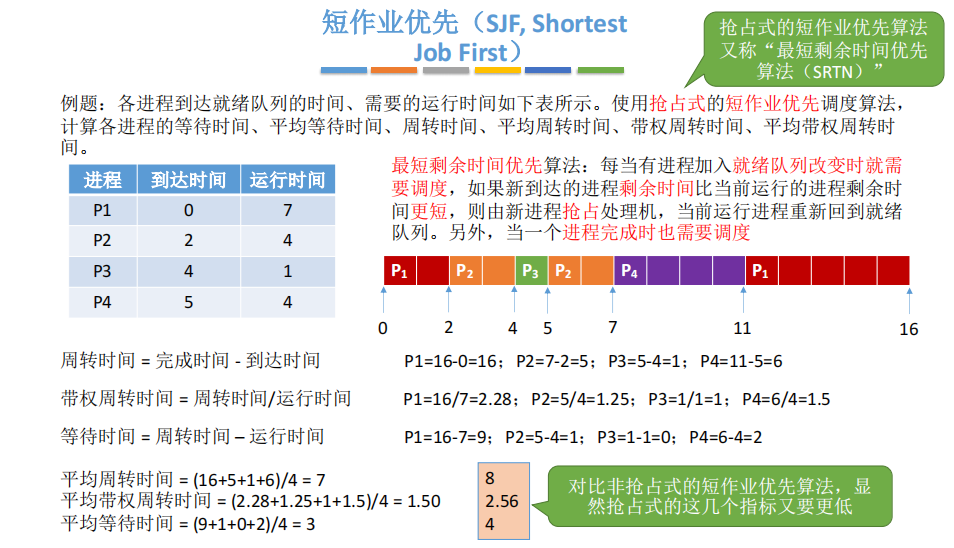 短作业优先（SJF, Shortest
Job First）
抢占式的短作业优先算法
又称“最短剩余时间优先
算法（SRTN）”
例题：各进程到达就绪队列的时间、需要的运行时间如下表所示。使用抢占式的短作业优先调度算法，
计算各进程的等待时间、平均等待时间、周转时间、平均周转时间、带权周转时间、平均带权周转时
间。
进程 到达时间 运行时间
P1 0 7
P2 2 4
P3 4 1
P4 5 4
最短剩余时间优先算法：每当有进程加入就绪队列改变时就需
要调度，如果新到达的进程剩余时间比当前运行的进程剩余时
间更短，则由新进程抢占处理机，当前运行进程重新回到就绪
队列。另外，当一个进程完成时也需要调度
P1 P2 P3 P2 P4 P1
0 2 4 5 7 11 16
周转时间 = 完成时间 - 到达时间 P1=16-0=16；P2=7-2=5；P3=5-4=1；P4=11-5=6
带权周转时间 = 周转时间/运行时间 P1=16/7=2.28；P2=5/4=1.25；P3=1/1=1；P4=6/4=1.5
等待时间 = 周转时间 – 运行时间 P1=16-7=9；P2=5-4=1；P3=1-1=0；P4=6-4=2
平均周转时间 = (16+5+1+6)/4 = 7
平均带权周转时间 = (2.28+1.25+1+1.5)/4 = 1.50
平均等待时间 = (9+1+0+2)/4 = 3
8
2.56
4
对比非抢占式的短作业优先算法，显
然抢占式的这几个指标又要更低